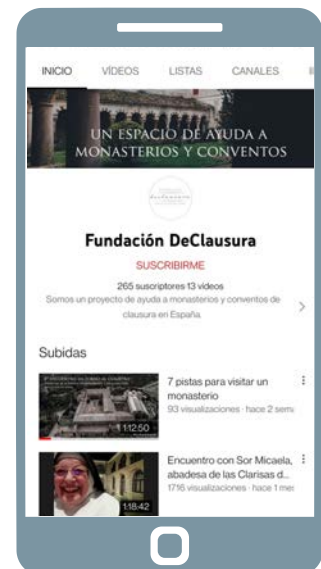 INICIO VÍDEOS LISTAS CANALES
UN ESPACIO DE AYUDA A
MONASTERIOS Y CONVENTOS
Fundación DeClausura
SUSCRIBIRME
265 suscriptores 13 vídeos
Somos un proyecto de ayuda a monasterios y conventos de
clausura en España.
Subidas
7 pistas para visitar un
monasterio
93 visualizaciones · hace 2 sema
1:12:50
Encuentro con Sor Micaela,
abadesa de las Clarisas d...
1716 visualizaciones · hace 1 mes
1:18:42